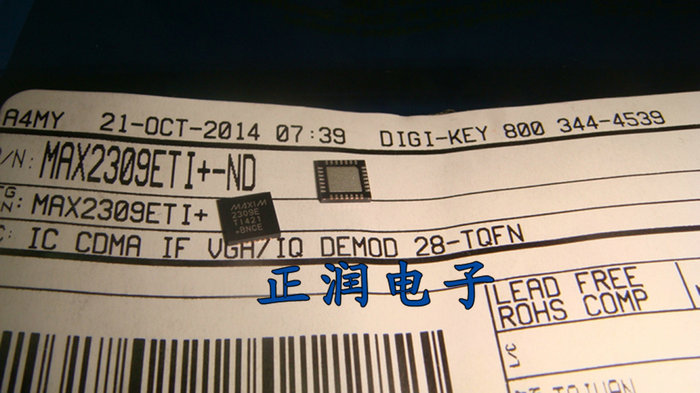 A4MY 21-OCT-2014 07:39 DIGI-KEY 800 344-4539
/N: MAX2309ETI+-ND
MAX2309ETI+
MAXIM
2309E
TI421
IC CDMA IF VGA/IQ DEMOD 28-TQFN
正润电子
LEAD FREE
ROHS COMP